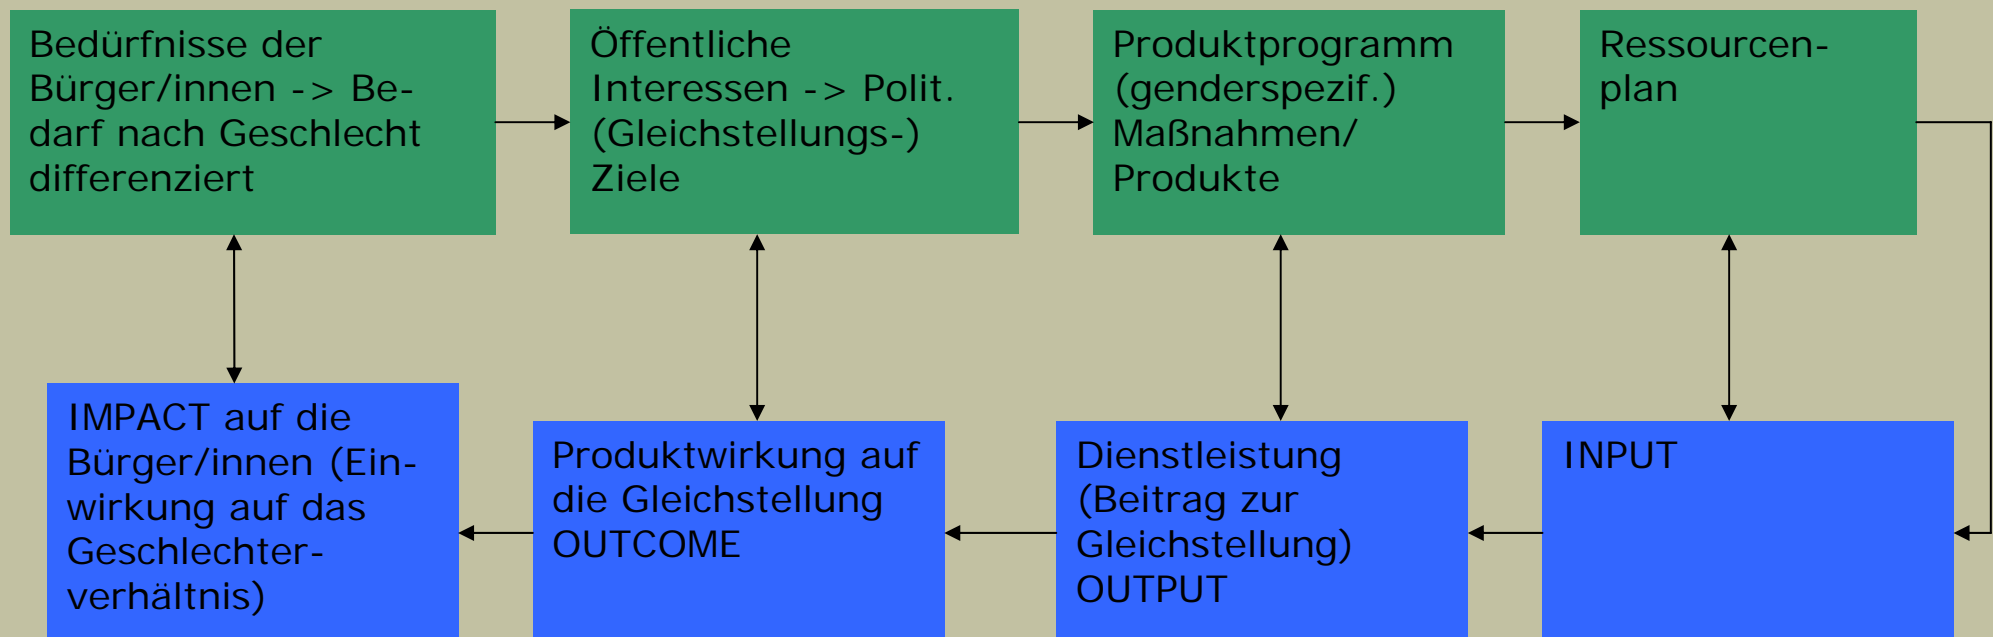 Bedürfnisse der
Bürger/innen -> Be-
darf nach Geschlecht
differenziert
Öffentliche
Interessen -> Polit.
(Gleichstellungs-)
Ziele
Produktprogramm
(genderspezif.)
Maßnahmen/
Produkte
Ressourcen-
plan
IMPACT auf die
Bürger/innen (Ein-
wirkung auf das
Geschlechter-
verhältnis)
Produktwirkung auf
die Gleichstellung
OUTCOME
Dienstleistung
(Beitrag zur
Gleichstellung)
OUTPUT
INPUT